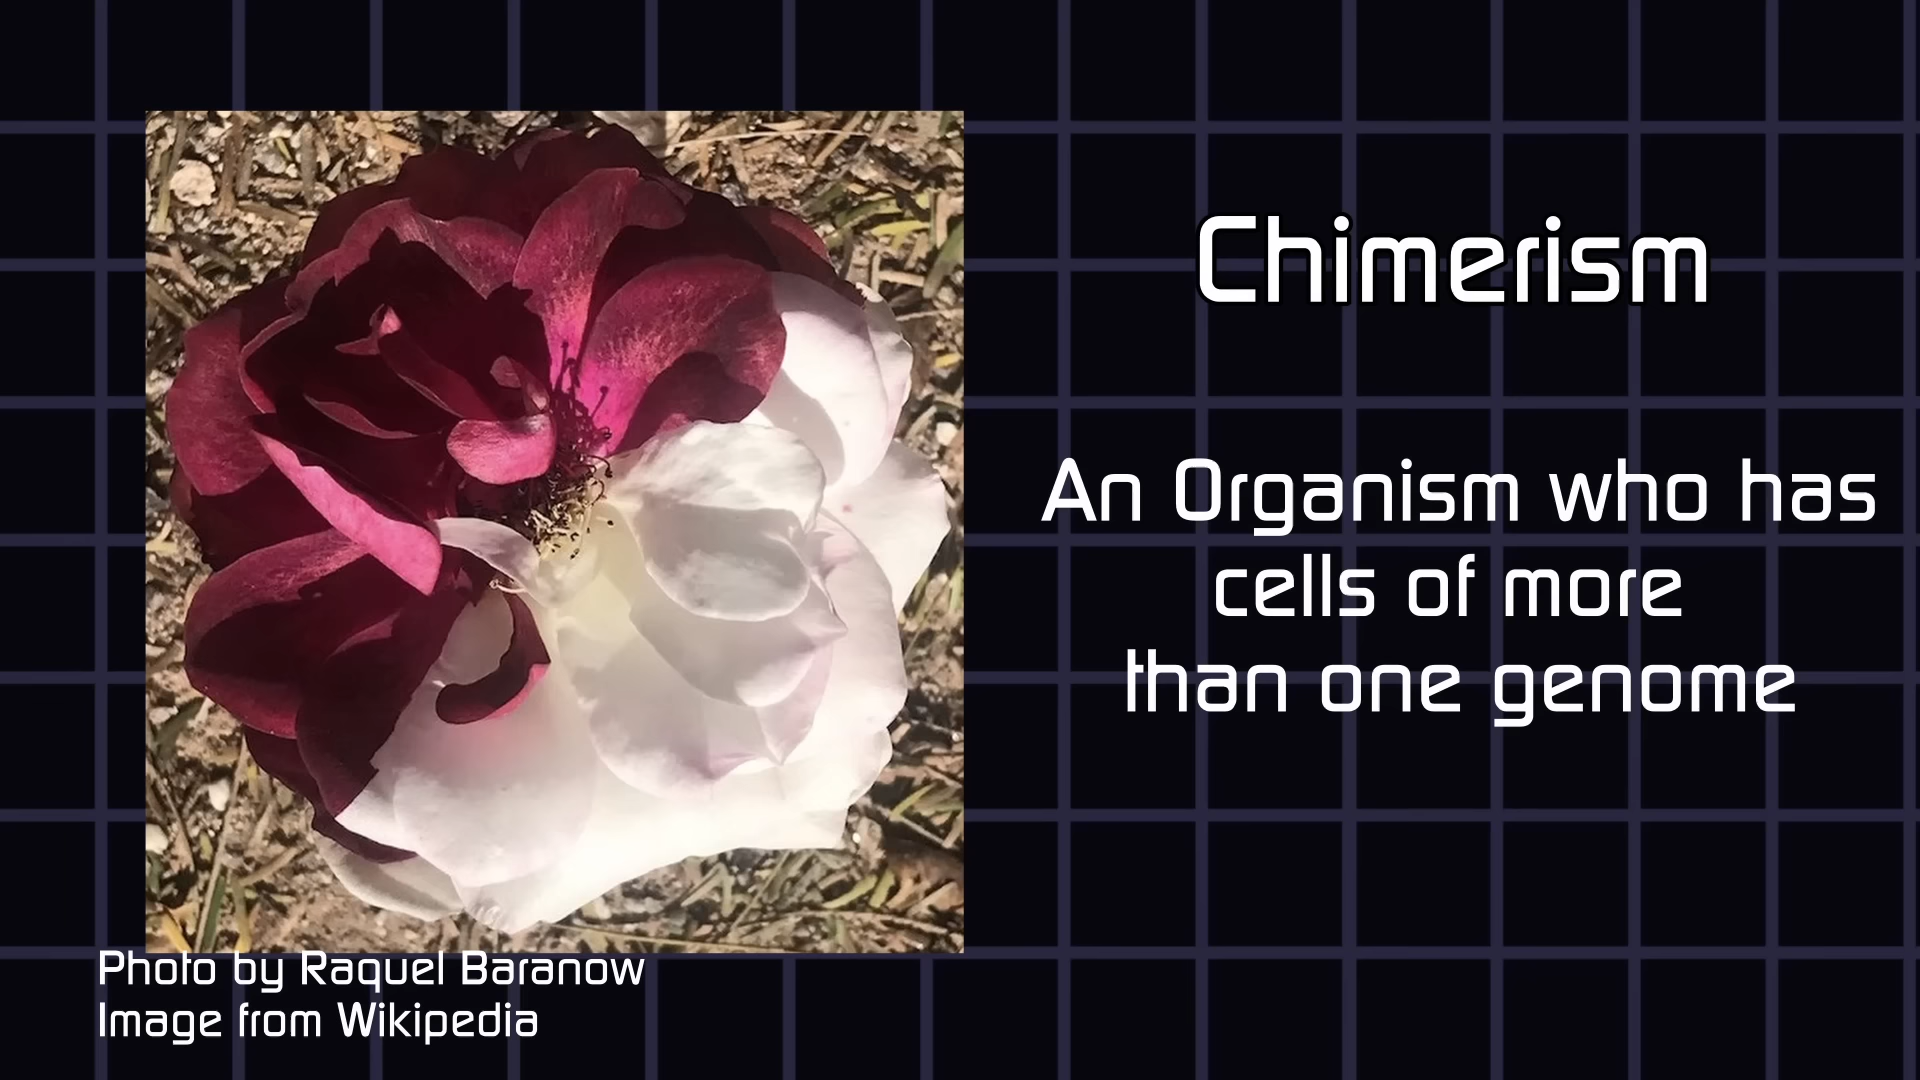 Chimerism
An Organism who has
cells of more
than one genome
Photo by Raquel Baranow
Image from Wikipedia